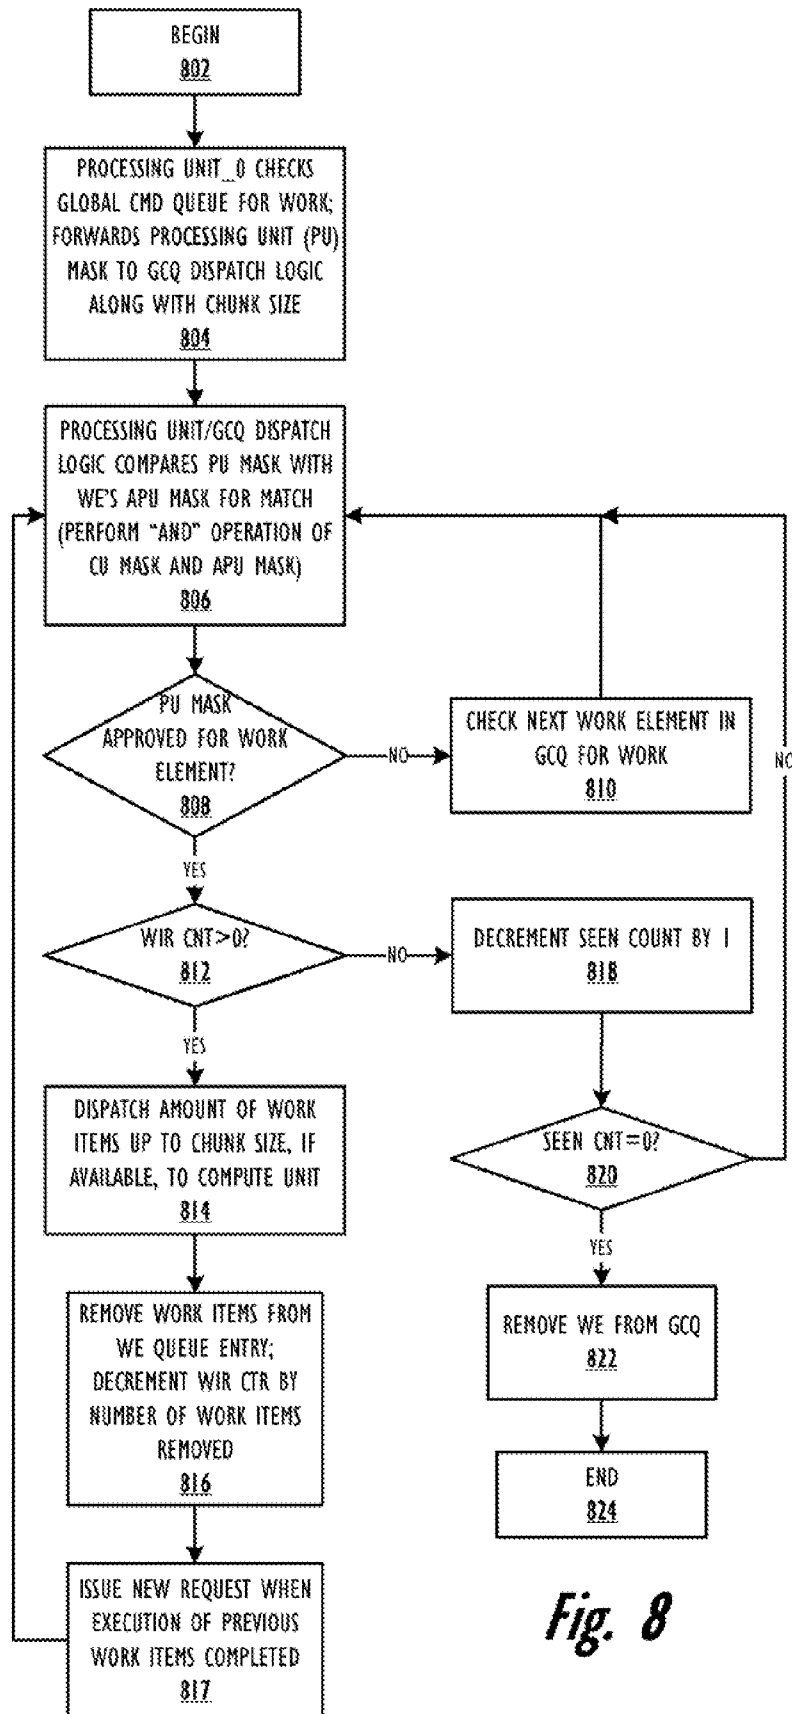 BEGIN
802
PROCESSING UNIT_0 CHECKS
GLOBAL CMD QUEUE FOR WORK;
FORWARDS PROCESSING UNIT (PU)
MASK TO GCQ DISPATCH LOGIC
ALONG WITH CHUNK SIZE
804
PROCESSING UNIT/GCQ DISPATCH
LOGIC COMPARES PU MASK WITH
WE'S APU MASK FOR MATCH
(PERFORM "AND" OPERATION OF
CU MASK AND APU MASK)
806
PU MASK
APPROVED FOR WORK
ELEMENT?
808
NO
CHECK NEXT WORK ELEMENT IN
GCQ FOR WORK
810
NO
YES
WIR CNT>0?
812
NO
DECREMENT SEEN COUNT BY 1
818
YES
DISPATCH AMOUNT OF WORK
ITEMS UP TO CHUNK SIZE, IF
AVAILABLE, TO COMPUTE UNIT
814
SEEN CNT=0?
820
YES
REMOVE WORK ITEMS FROM
WE QUEUE ENTRY;
DECREMENT WIR CTR BY
NUMBER OF WORK ITEMS
REMOVED
816
REMOVE WE FROM GCQ
822
END
824
ISSUE NEW REQUEST WHEN
EXECUTION OF PREVIOUS
WORK ITEMS COMPLETED
817
Fig. 8